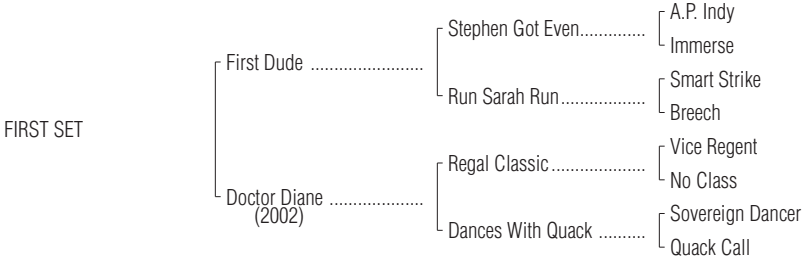 A.P. Indy
Stephen Got Even..............
Immerse
First Dude ........................
Smart Strike
Run Sarah Run..................
Breech
FIRST SET
Vice Regent
Regal Classic....................
No Class
Doctor Diane ....................
(2002)
Sovereign Dancer
Dances With Quack ..........
Quack Call